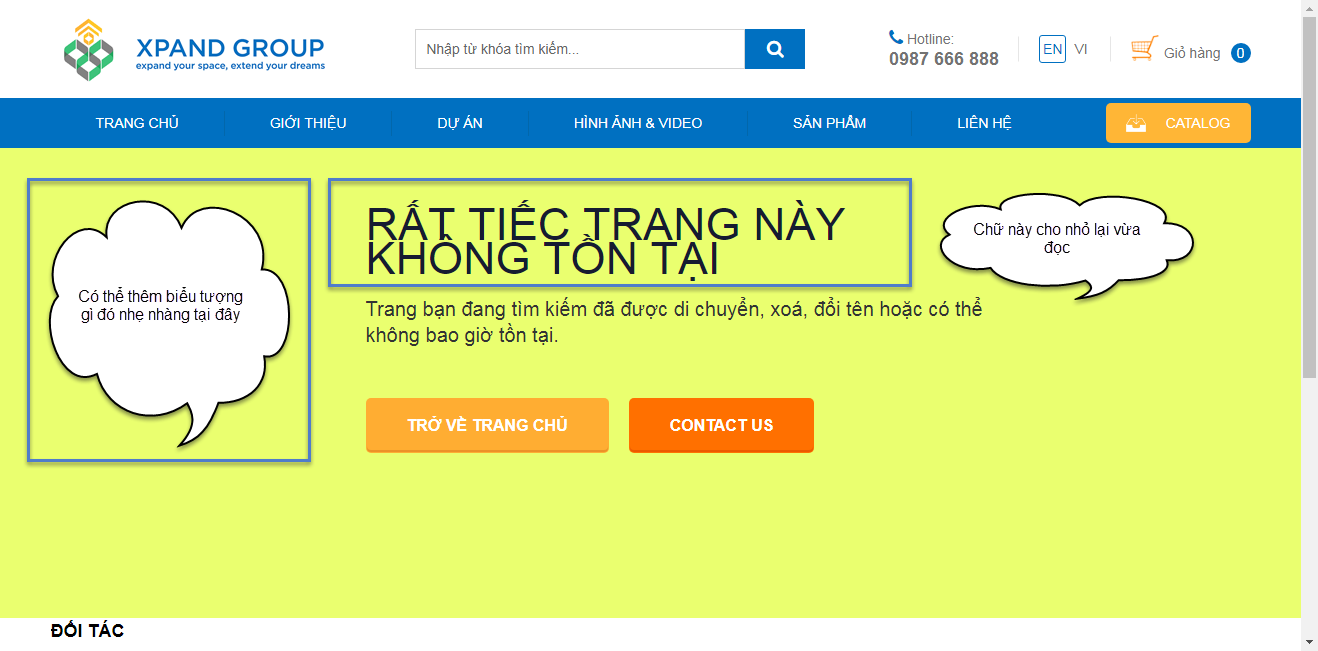 XPAND GROUP
expand your space, extend your dreams
Nhập từ khóa tìm kiếm...
Hotline:
0987 666 888
EN VI
Giỏ hàng 0
TRANG CHỦ GIỚI THIỆU DỰ ÁN HÌNH ẢNH & VIDEO SẢN PHẨM LIÊN HỆ CATALOG
Có thể thêm biểu tượng
gì đó nhẹ nhàng tại đây
RẤT TIẾC TRANG NÀY
KHÔNG TỒN TẠI
Chữ này cho nhỏ lại vừa
đọc
Trang bạn đang tìm kiếm đã được di chuyển, xoá, đổi tên hoặc có thể
không bao giờ tồn tại.
TRỞ VỀ TRANG CHỦ CONTACT US
ĐỐI TÁC